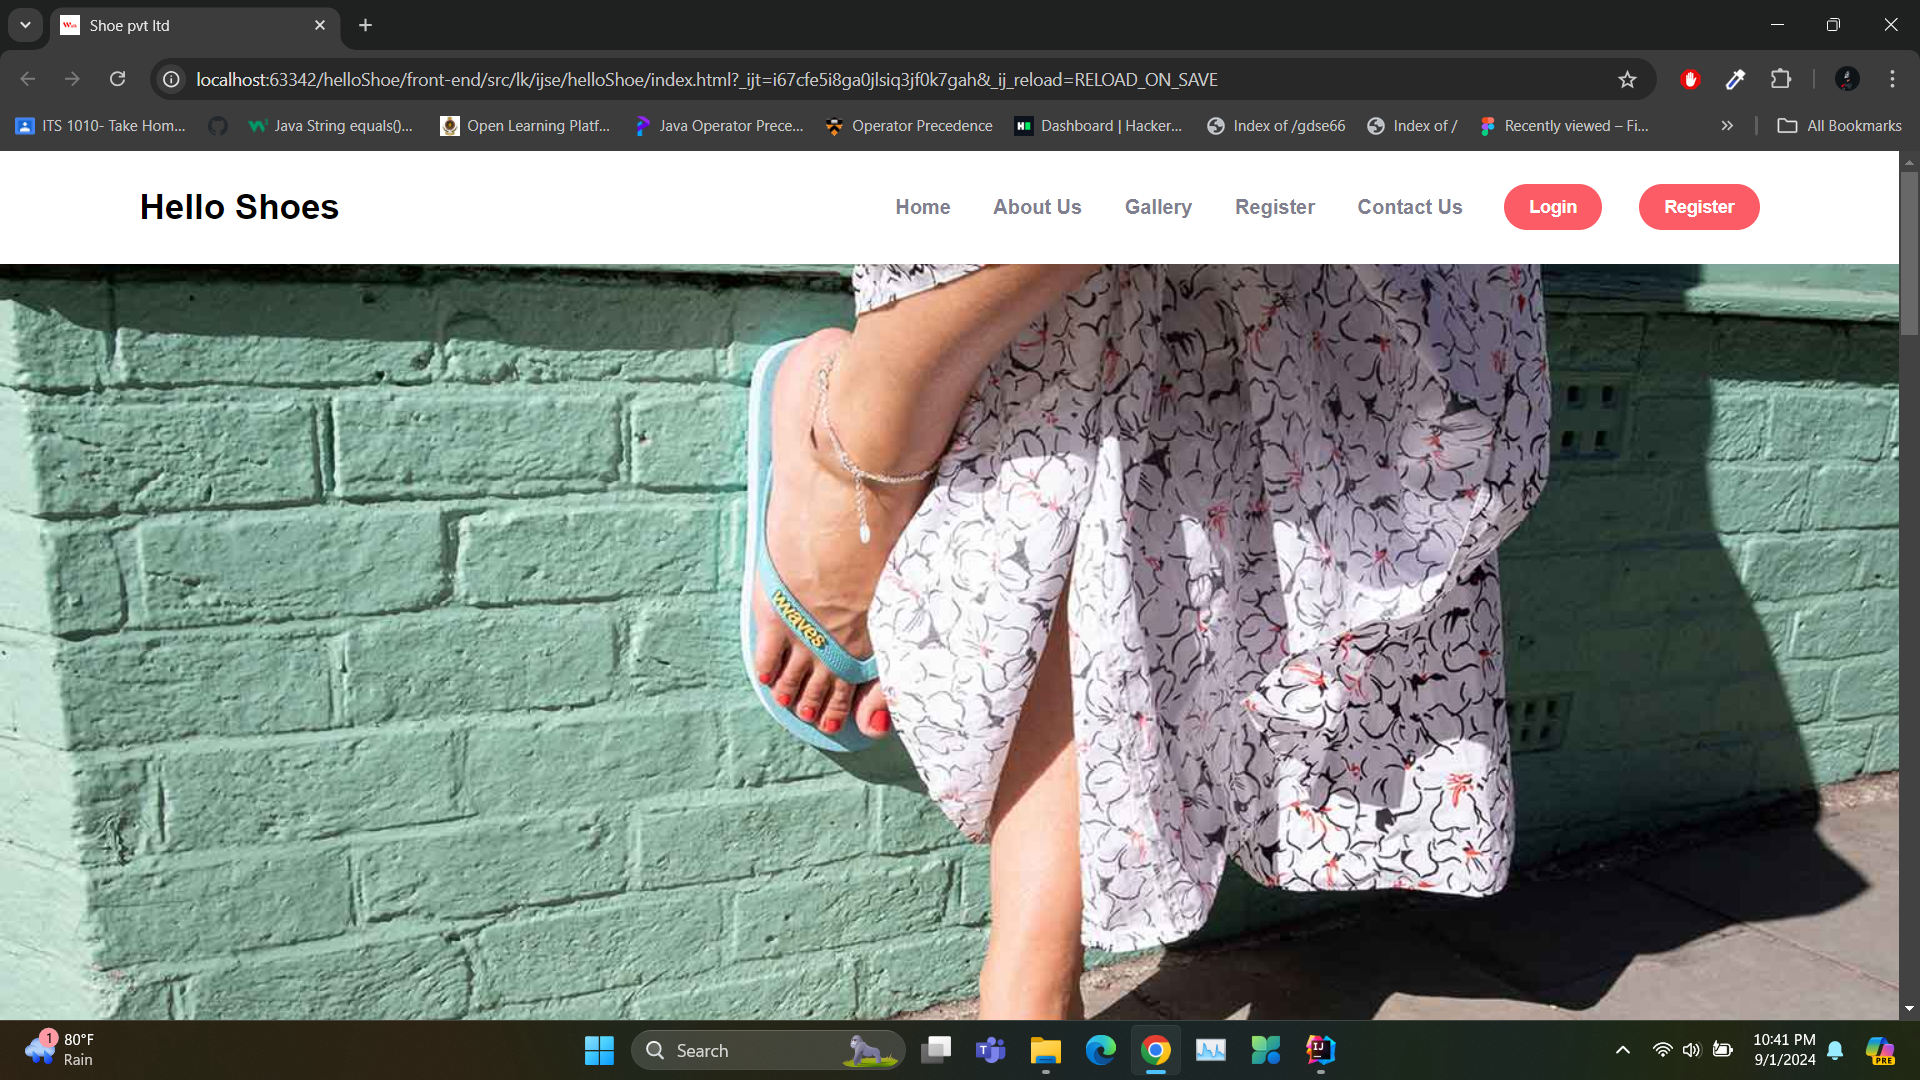 Shoe pvt ltd
localhost:63342/helloShoe/front-end/src/lk/ijse/helloShoe/index.html?_ijt=i67cfe5i8ga0jlsiq3jf0k7gah&_ij_reload=RELOAD_ON_SAVE
ITS 1010- Take Hom... Java String equals()... Open Learning Platf... Java Operator Prece... Operator Precedence Dashboard | Hacker... Index of /gdse66 Index of / Recently viewed – Fi... » All Bookmarks
Hello Shoes Home About Us Gallery Register Contact Us Login Register
waves
1 80°F
Rain
Search
10:41 PM
9/1/2024
PRE